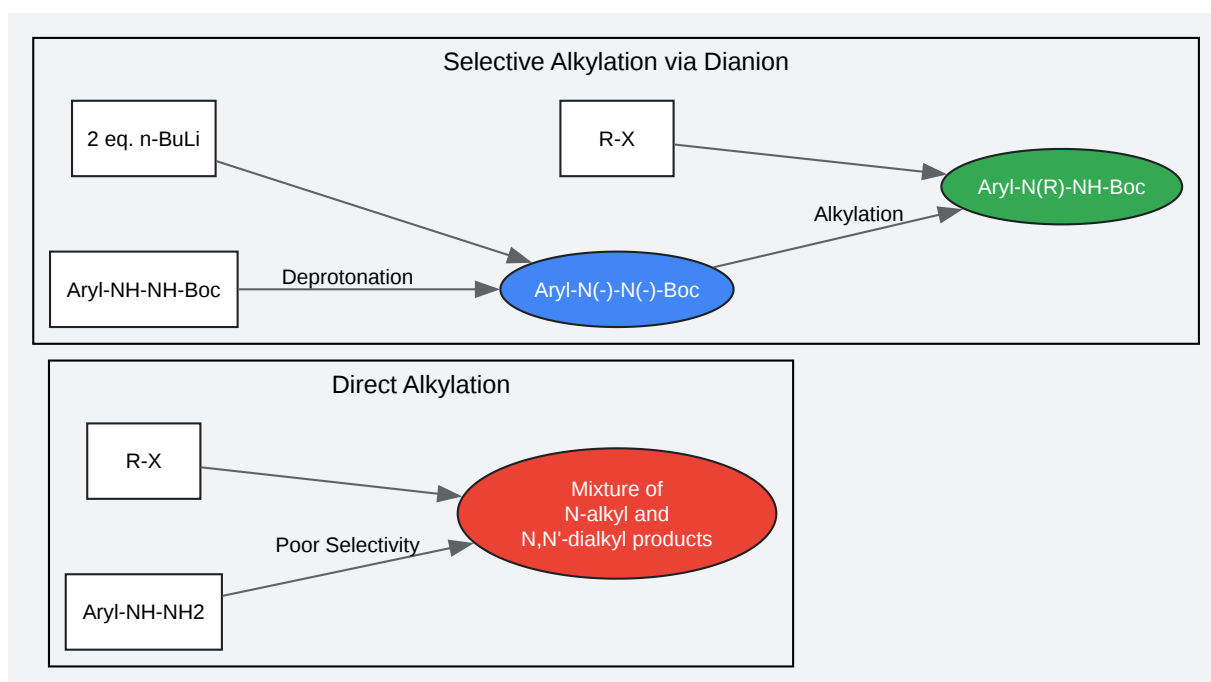 Selective Alkylation via Dianion
2 eq. n-BuLi
R-X
Aryl-N(R)-NH-Boc
Alkylation
Aryl-NH-NH-Boc
Deprotonation
Aryl-N(-)-N(-)-Boc
Direct Alkylation
R-X
Mixture of
N-alkyl and
N,N'-dialkyl products
Poor Selectivity
Aryl-NH-NH2